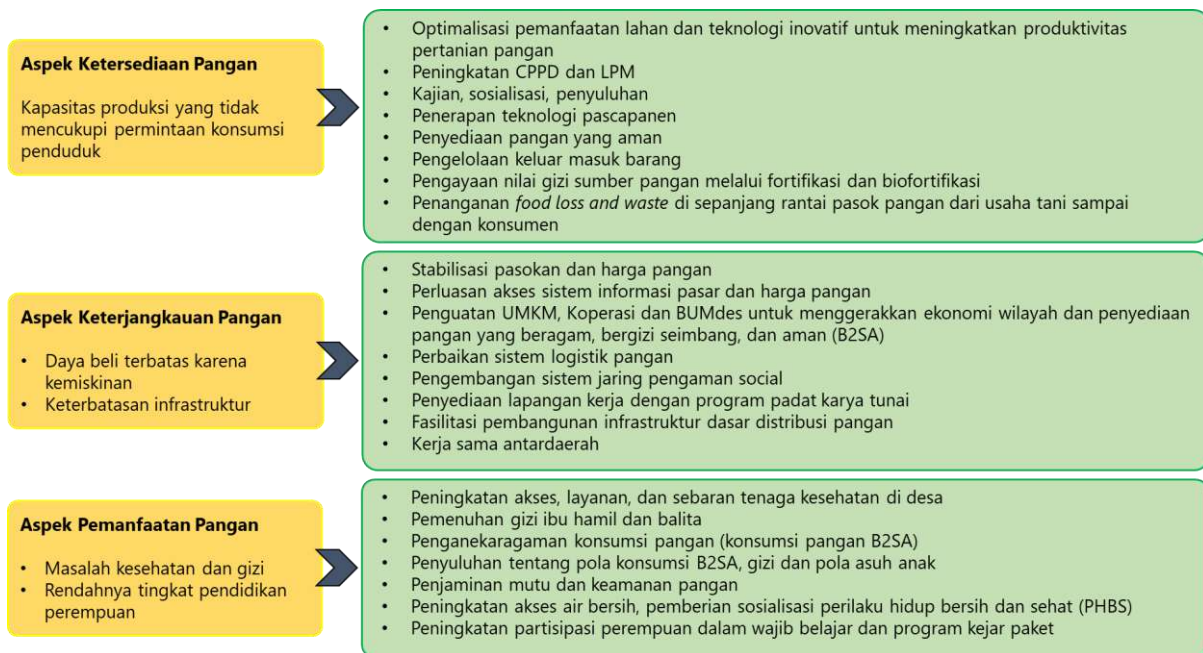 Aspek Ketersediaan Pangan
Kapasitas produksi yang tidak
mencukupi permintaan konsumsi
penduduk
• Optimalisasi pemanfaatan lahan dan teknologi inovatif untuk meningkatkan produktivitas
pertanian pangan
• Peningkatan CPPD dan LPM
• Kajian, sosialisasi, penyuluhan
• Penerapan teknologi pascapanen
• Penyediaan pangan yang aman
• Pengelolaan keluar masuk barang
• Pengayaan nilai gizi sumber pangan melalui fortifikasi dan biofortifikasi
• Penanganan food loss and waste di sepanjang rantai pasok pangan dari usaha tani sampai
dengan konsumen
Aspek Keterjangkauan Pangan
• Daya beli terbatas karena
kemiskinan
• Keterbatasan infrastruktur
• Stabilisasi pasokan dan harga pangan
• Perluasan akses sistem informasi pasar dan harga pangan
• Penguatan UMKM, Koperasi dan BUMdes untuk menggerakkan ekonomi wilayah dan penyediaan
pangan yang beragam, bergizi seimbang, dan aman (B2SA)
• Perbaikan sistem logistik pangan
• Pengembangan sistem jaring pengaman social
• Penyediaan lapangan kerja dengan program padat karya tunai
• Fasilitasi pembangunan infrastruktur dasar distribusi pangan
• Kerja sama antardaerah
Aspek Pemanfaatan Pangan
• Masalah kesehatan dan gizi
• Rendahnya tingkat pendidikan
perempuan
• Peningkatan akses, layanan, dan sebaran tenaga kesehatan di desa
• Pemenuhan gizi ibu hamil dan balita
• Penganekaragaman konsumsi pangan (konsumsi pangan B2SA)
• Penyuluhan tentang pola konsumsi B2SA, gizi dan pola asuh anak
• Penjaminan mutu dan keamanan pangan
• Peningkatan akses air bersih, pemberian sosialisasi perilaku hidup bersih dan sehat (PHBS)
• Peningkatan partisipasi perempuan dalam wajib belajar dan program kejar paket